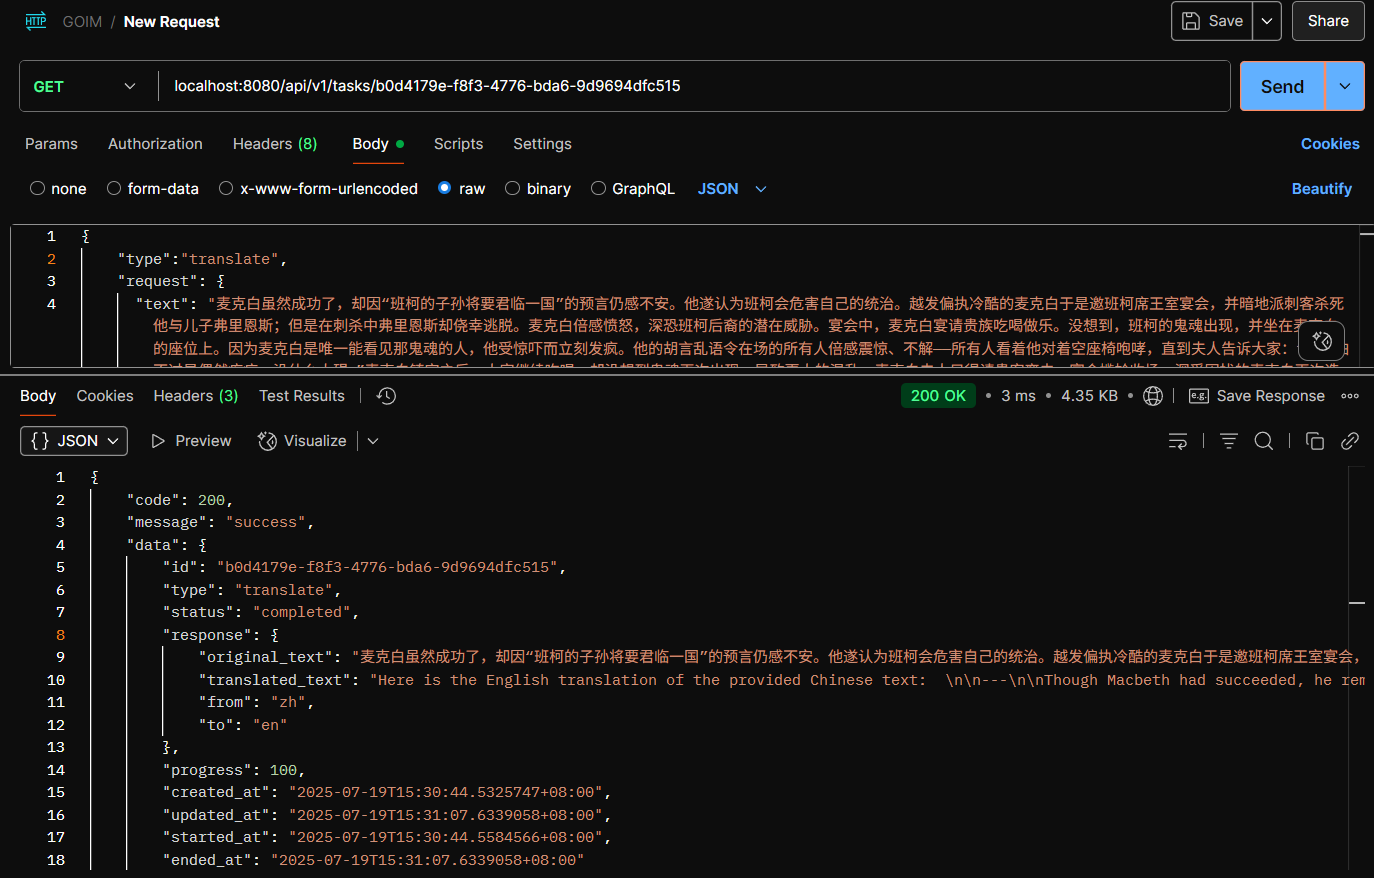 HTTP GOIM / New Request Save Share
GET localhost:8080/api/v1/tasks/b0d4179e-f8f3-4776-bda6-9d9694dfc515 Send
Params Authorization Headers (8) Body Scripts Settings Cookies
none form-data x-www-form-urlencoded raw binary GraphQL JSON Beautify
1 {
2 "type":"translate",
3 "request": {
4 "text": "麦克白虽然成功了，却因“班柯的子孙将要君临一国”的预言仍感不安。他遂认为班柯会危害自己的统治。越发偏执冷酷的麦克白于是邀班柯席王室宴会，并暗地派刺客杀死
他与儿子弗里恩斯；但是在刺杀中弗里恩斯却侥幸逃脱。麦克白倍感愤怒，深恐班柯后裔的潜在威胁。宴会中，麦克白宴请贵族吃喝做乐。没想到，班柯的鬼魂出现，并坐在
的座位上。因为麦克白是唯一能看见那鬼魂的人，他受惊吓而立刻发疯。他的胡言乱语令在场的所有人倍感震惊、不解——所有人看着他对着空座椅咆哮，直到夫人告诉大家：
Body Cookies Headers (3) Test Results 200 OK • 3 ms • 4.35 KB • e.g. Save Response
{} JSON Preview Visualize
1 {
2 "code": 200,
3 "message": "success",
4 "data": {
5 "id": "b0d4179e-f8f3-4776-bda6-9d9694dfc515",
6 "type": "translate",
7 "status": "completed",
8 "response": {
9 "original_text": "麦克白虽然成功了，却因“班柯的子孙将要君临一国”的预言仍感不安。他遂认为班柯会危害自己的统治。越发偏执冷酷的麦克白于是邀班柯席王室宴会，
10 "translated_text": "Here is the English translation of the provided Chinese text:  \n\n---\n\nThough Macbeth had succeeded, he rem
11 "from": "zh",
12 "to": "en"
13 },
14 "progress": 100,
15 "created_at": "2025-07-19T15:30:44.5325747+08:00",
16 "updated_at": "2025-07-19T15:31:07.6339058+08:00",
17 "started_at": "2025-07-19T15:30:44.5584566+08:00",
18 "ended_at": "2025-07-19T15:31:07.6339058+08:00"